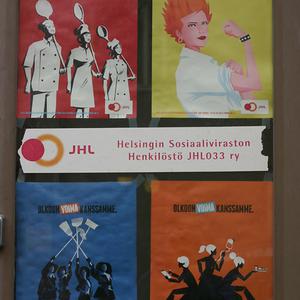 JHL
JHL
JHL
Helsingin Sosiaaliviraston
Henkilöstö JHL033 ry
OLKOON VOIMA KANSSAMME.
OLKOON VOIMA KANSSAMME.